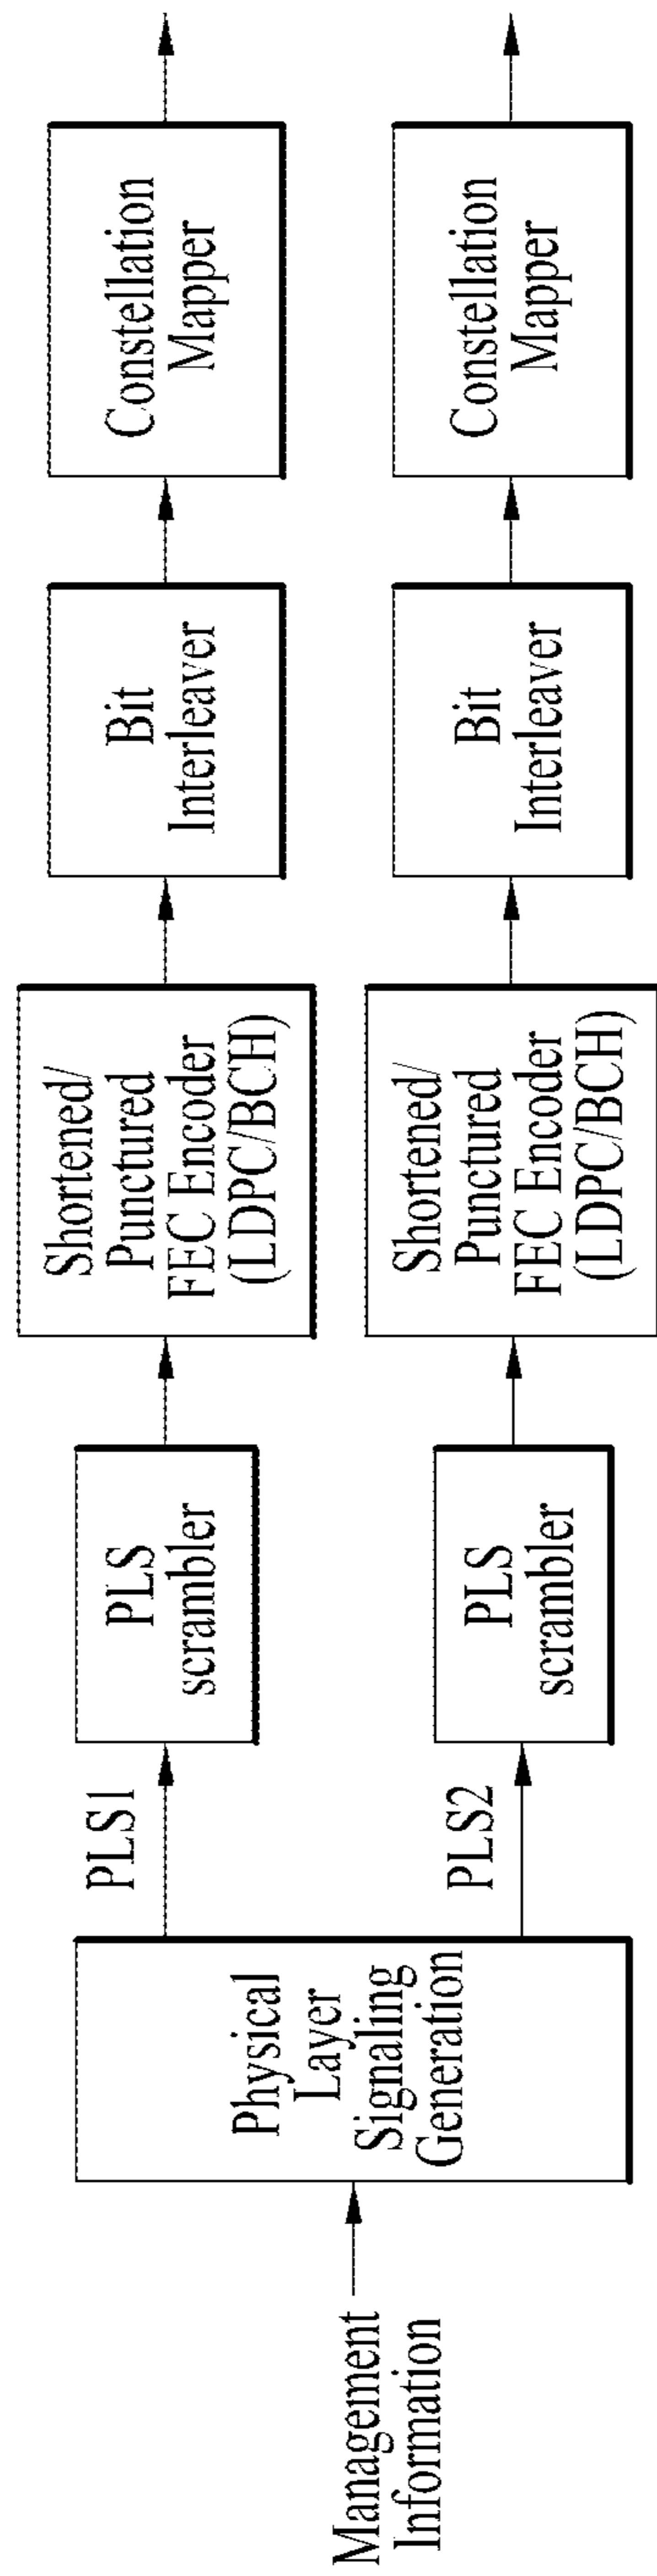 Management
Information
Physical
Layer
Signaling
Generation
PLS1
PLS
scrambler
Shortened/
Punctured
FEC Encoder
(LDPC/BCH)
Bit
Interleaver
Constellation
Mapper
PLS2
PLS
scrambler
Shortened/
Punctured
FEC Encoder
(LDPC/BCH)
Bit
Interleaver
Constellation
Mapper